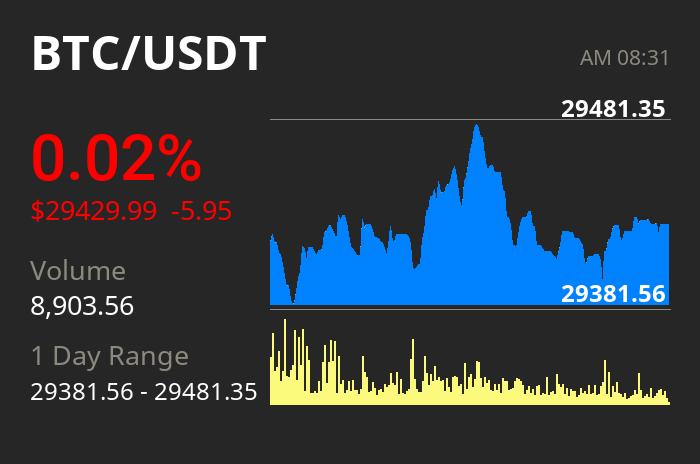 BTC/USDT
AM 08:31
29481.35
0.02%
$29429.99 -5.95
Volume
8,903.56
29381.56
1 Day Range
29381.56 - 29481.35